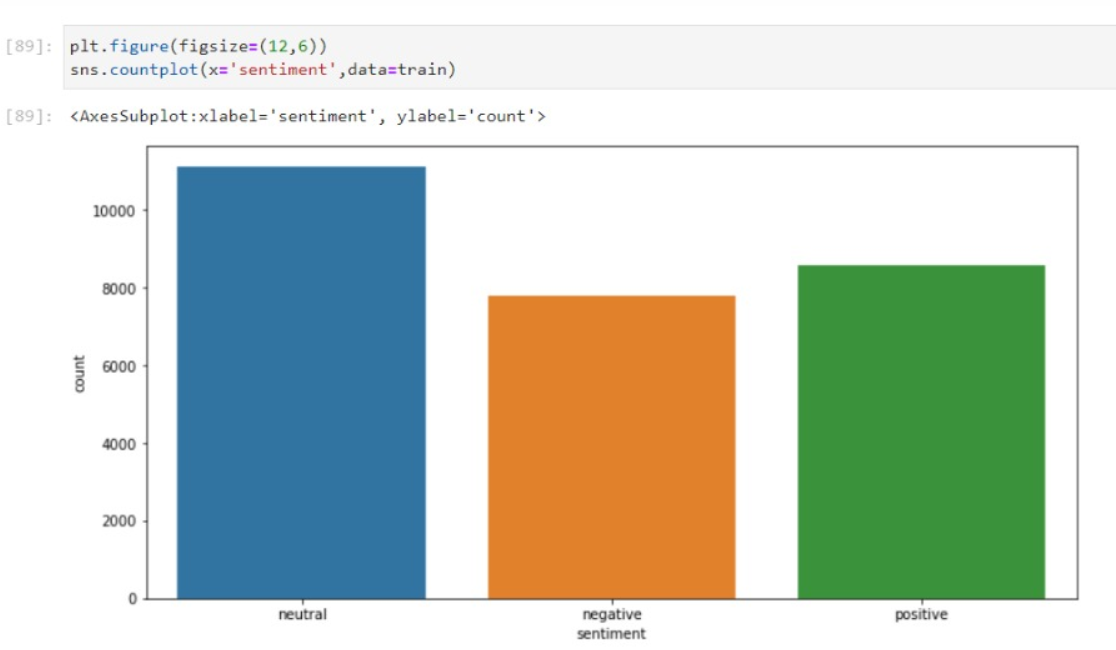 [89]: plt.figure(figsize=(12,6))
sns.countplot(x='sentiment',data=train)
[89]: <AxesSubplot:xlabel='sentiment', ylabel='count'>
10000
8000
6000
4000
2000
0
count
neutral negative positive
sentiment